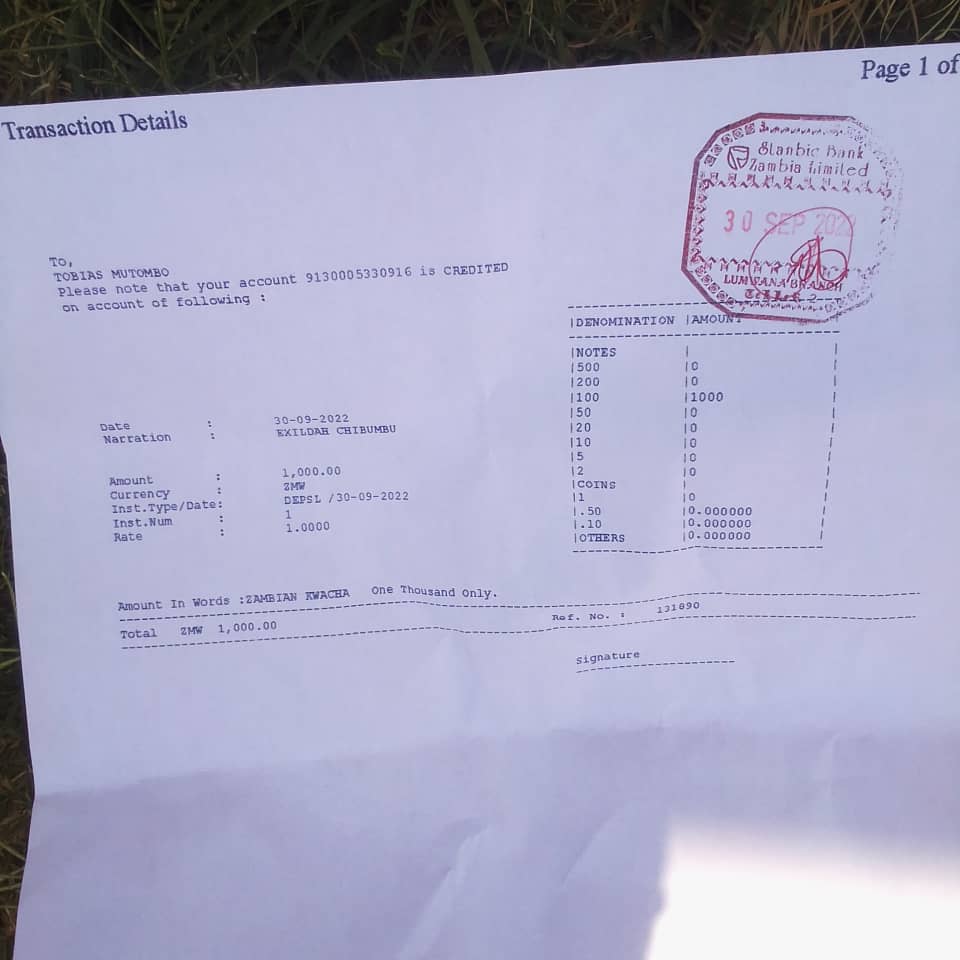 Page 1 of
Transaction Details
Stanbic Bank
Zambia Limited
30 SEP 2022
LUMWANA BRANCH
Teller 2
To,
TOBIAS MUTOMBO
Please note that your account 9130005330916 is CREDITED
on account of following :
|DENOMINATION |AMOUNT
|NOTES | |
|500 |0 |
|200 |0 |
|100 |1000 |
|50 |0 |
|20 |0 |
|10 |0 |
|5 |0 |
|2 |0 |
|COINS
|1 |0 |
|.50 |0.000000 |
|.10 |0.000000 |
|OTHERS |0.000000 |
Date : 30-09-2022
Narration : EXILDAH CHIBUMBU
Amount : 1,000.00
Currency : ZMW
Inst.Type/Date: DEPSL /30-09-2022
Inst.Num : 1
Rate : 1.0000
Amount In Words :ZAMBIAN KWACHA One Thousand Only.
Total ZMW 1,000.00 Ref. No. : 131890
signature